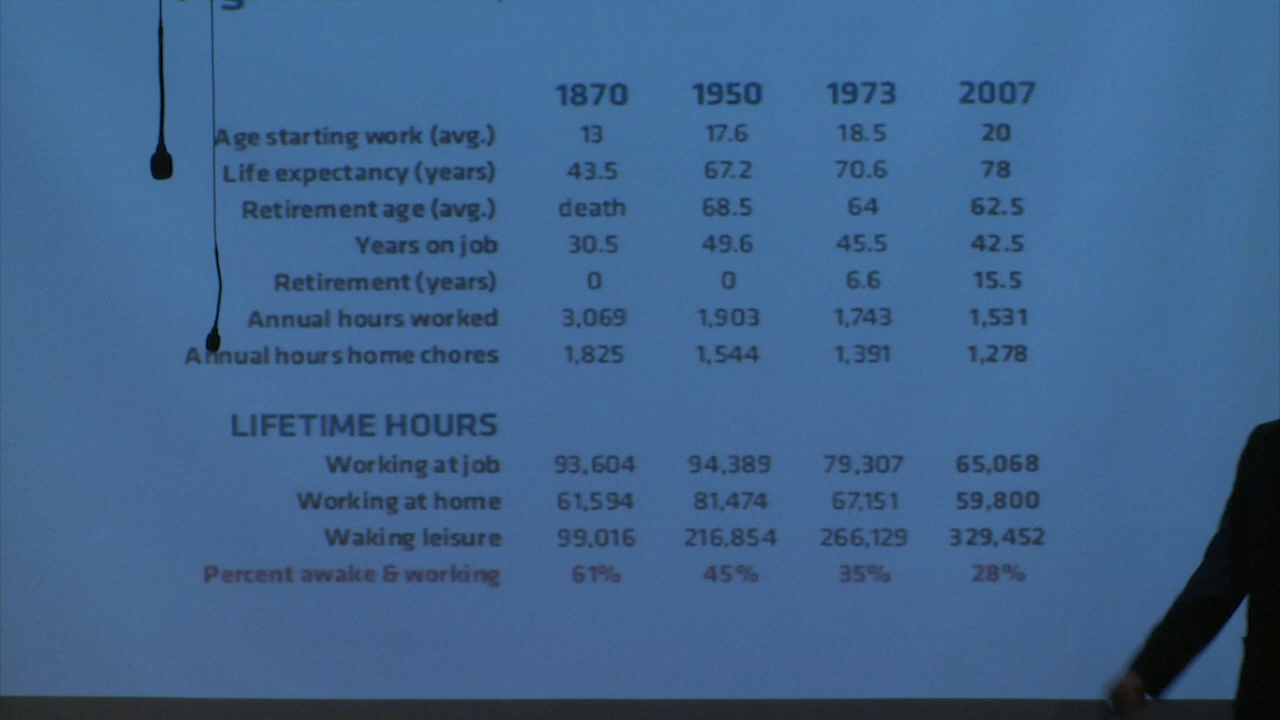 1870 1950 1973 2007
Age starting work (avg.) 13 17.6 18.5 20
Life expectancy (years) 43.5 67.2 70.6 78
Retirement age (avg.) death 68.5 64 62.5
Years on job 30.5 49.6 45.5 42.5
Retirement (years) 0 0 6.6 15.5
Annual hours worked 3,069 1,903 1,743 1,531
Annual hours home chores 1,825 1,544 1,391 1,278
LIFETIME HOURS
Working at job 93,604 94,389 79,307 65,068
Working at home 61,594 81,474 67,151 59,800
Waking leisure 99,016 216,854 266,129 329,452
Percent awake & working 61% 45% 35% 28%